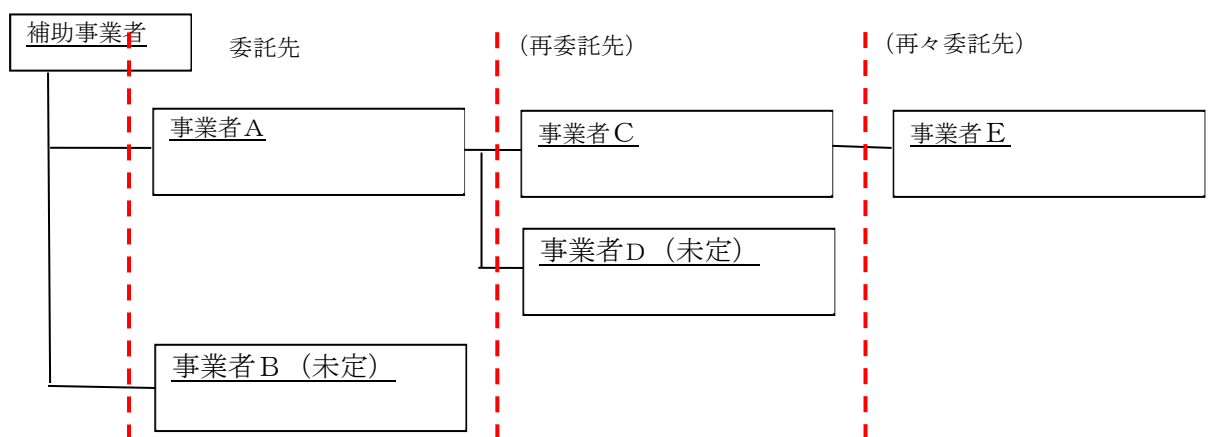 補助事業者
委託先
（再委託先）
（再々委託先）
事業者Ａ
事業者Ｃ
事業者Ｅ
事業者D（未定）
事業者Ｂ（未定）